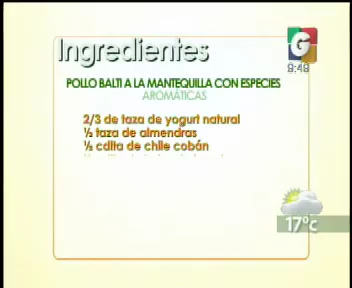 Ingredientes
G
9:49
POLLO BALTI A LA MANTEQUILLA CON ESPECIES
AROMÁTICAS
2/3 de taza de yogurt natural
½ taza de almendras
½ cdita de chile cobán
17°c